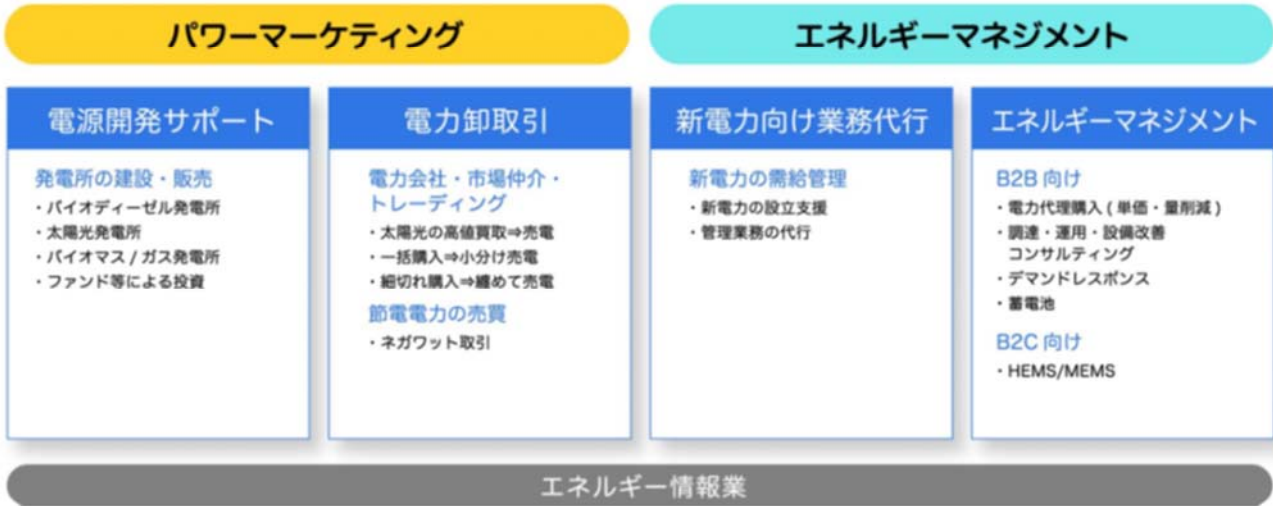 パワーマーケティング
エネルギーマネジメント
電源開発サポート
発電所の建設・販売
・バイオディーゼル発電所
・太陽光発電所
・バイオマス / ガス発電所
・ファンド等による投資
電力卸取引
電力会社・市場仲介・
トレーディング
・太陽光の高値買取⇒売電
・一括購入⇒小分け売電
・細切れ購入⇒纏めて売電
節電電力の売買
・ネガワット取引
新電力向け業務代行
新電力の需給管理
・新電力の設立支援
・管理業務の代行
エネルギーマネジメント
B2B 向け
・電力代理購入 ( 単価・量削減 )
・調達・運用・設備改善
コンサルティング
・デマンドレスポンス
・蓄電池
B2C 向け
・HEMS/MEMS
エネルギー情報業